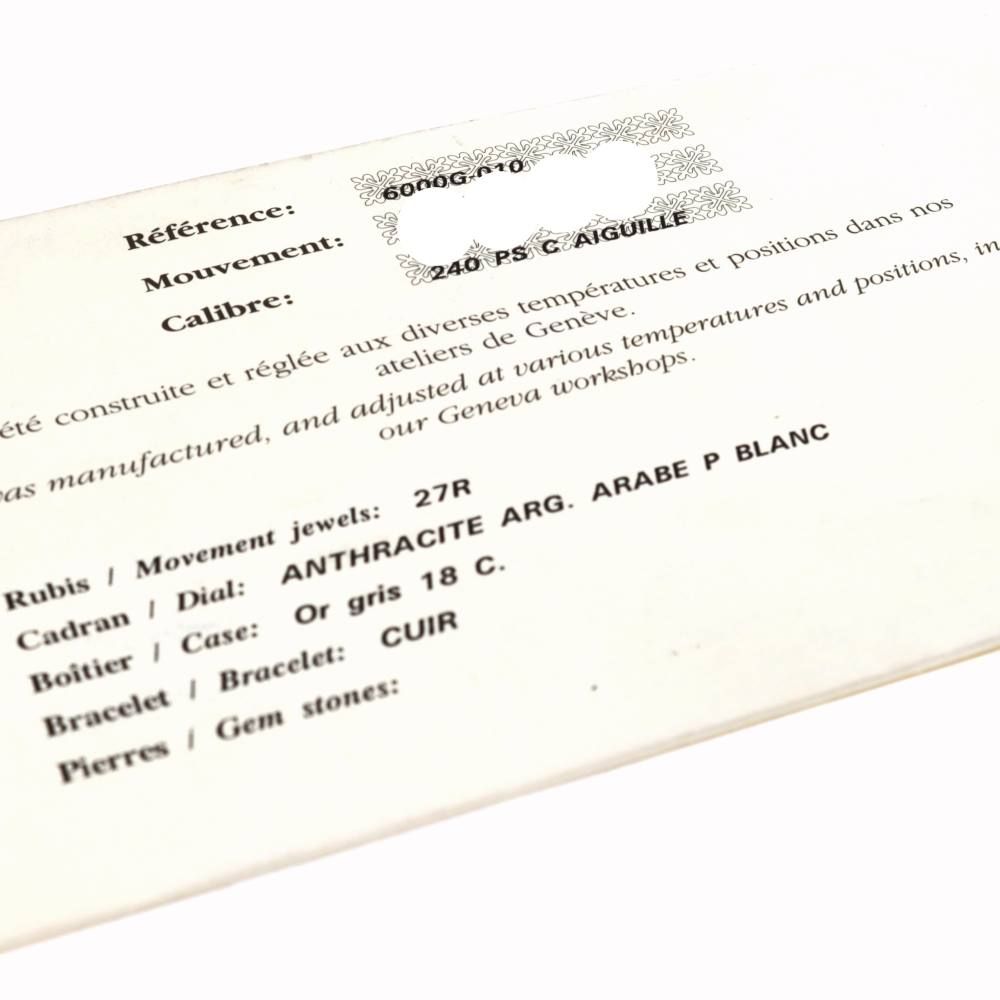 Référence: 6000G-010
Mouvement:
Calibre: 240 PS C AIGUILLE
été construite et réglée aux diverses températures et positions dans nos
ateliers de Genève.
was manufactured, and adjusted at various temperatures and positions, in
our Geneva workshops.
Rubis / Movement jewels: 27R
Cadran / Dial: ANTHRACITE ARG. ARABE P BLANC
Boîtier / Case: Or gris 18 C.
Bracelet / Bracelet: CUIR
Pierres / Gem stones: